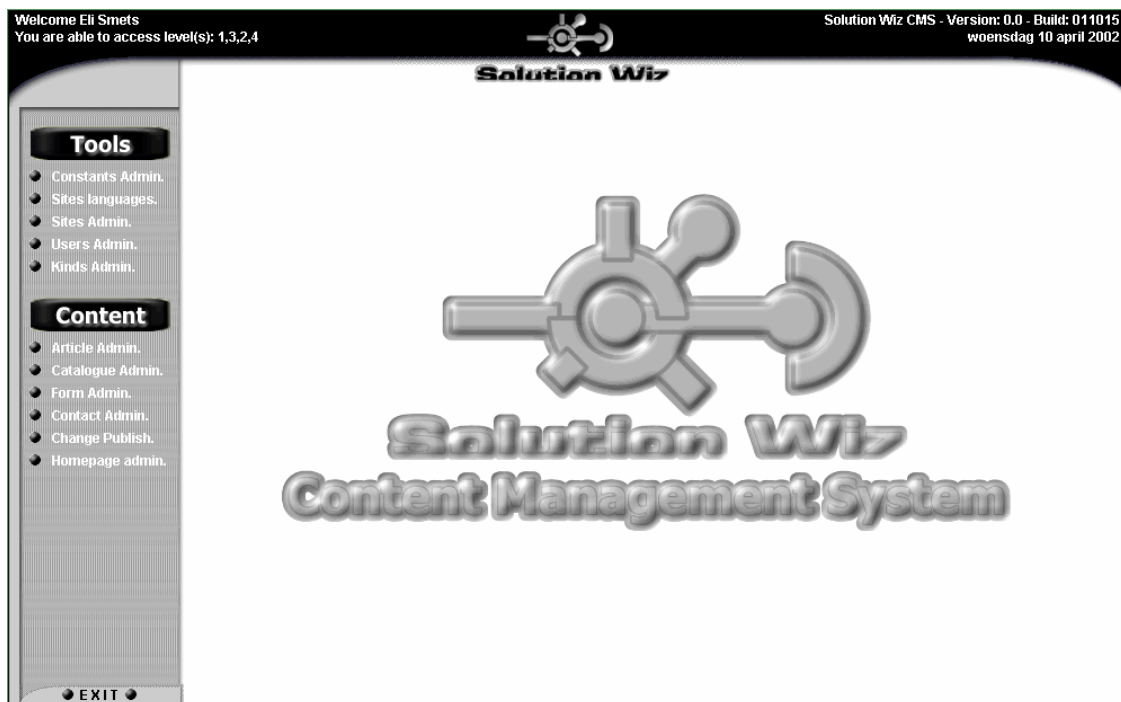 Welcome Eli Smets
You are able to access level(s): 1,3,2,4
Solution Wiz
Solution Wiz CMS - Version: 0.0 - Build: 011015
woensdag 10 april 2002
Tools
Constants Admin.
Sites languages.
Sites Admin.
Users Admin.
Kinds Admin.
Content
Article Admin.
Catalogue Admin.
Form Admin.
Contact Admin.
Change Publish.
Homepage admin.
EXIT
Solution Wiz
Content Management System